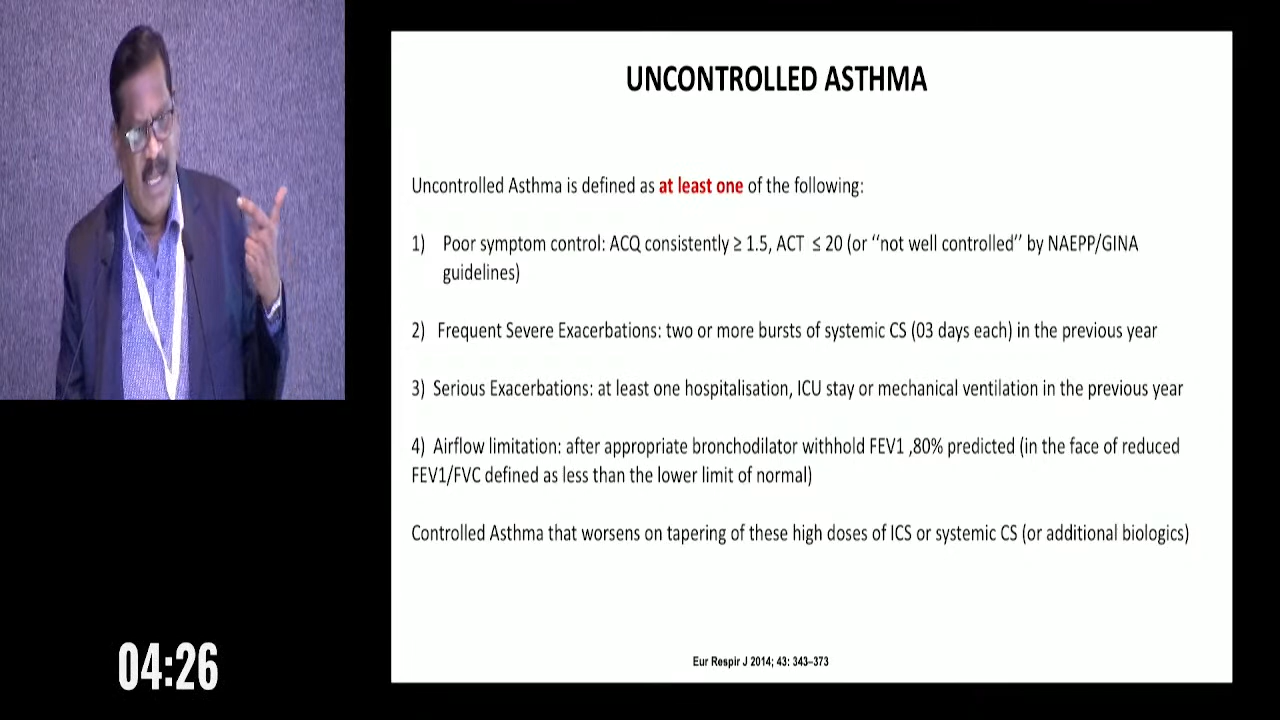 UNCONTROLLED ASTHMA
Uncontrolled Asthma is defined as at least one of the following:
1) Poor symptom control: ACQ consistently ≥ 1.5, ACT ≤ 20 (or ‘‘not well controlled’’ by NAEPP/GINA
guidelines)
2) Frequent Severe Exacerbations: two or more bursts of systemic CS (03 days each) in the previous year
3) Serious Exacerbations: at least one hospitalisation, ICU stay or mechanical ventilation in the previous year
4) Airflow limitation: after appropriate bronchodilator withhold FEV1 ,80% predicted (in the face of reduced
FEV1/FVC defined as less than the lower limit of normal)
Controlled Asthma that worsens on tapering of these high doses of ICS or systemic CS (or additional biologics)
Eur Respir J 2014; 43: 343–373
04:26